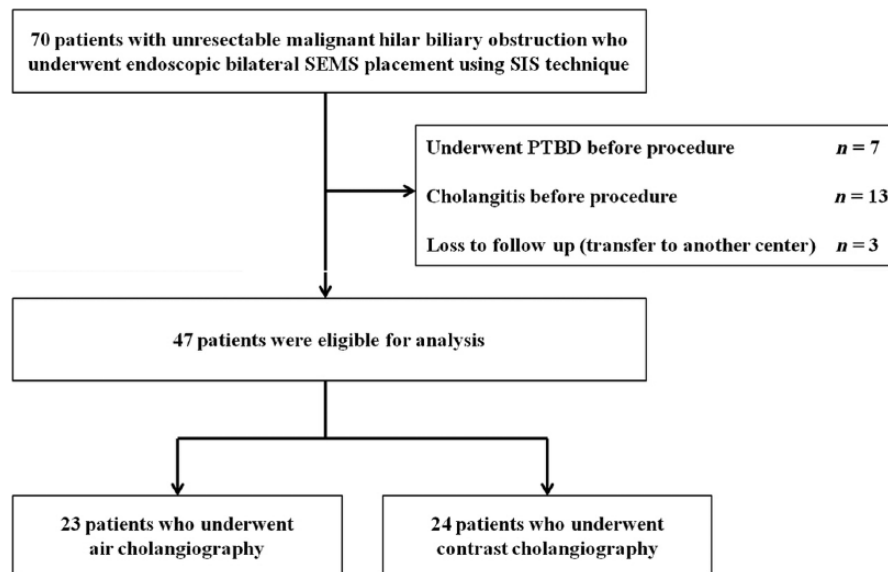 70 patients with unresectable malignant hilar biliary obstruction who
underwent endoscopic bilateral SEMS placement using SIS technique
Underwent PTBD before procedure n = 7
Cholangitis before procedure n = 13
Loss to follow up (transfer to another center) n = 3
47 patients were eligible for analysis
23 patients who underwent
air cholangiography
24 patients who underwent
contrast cholangiography